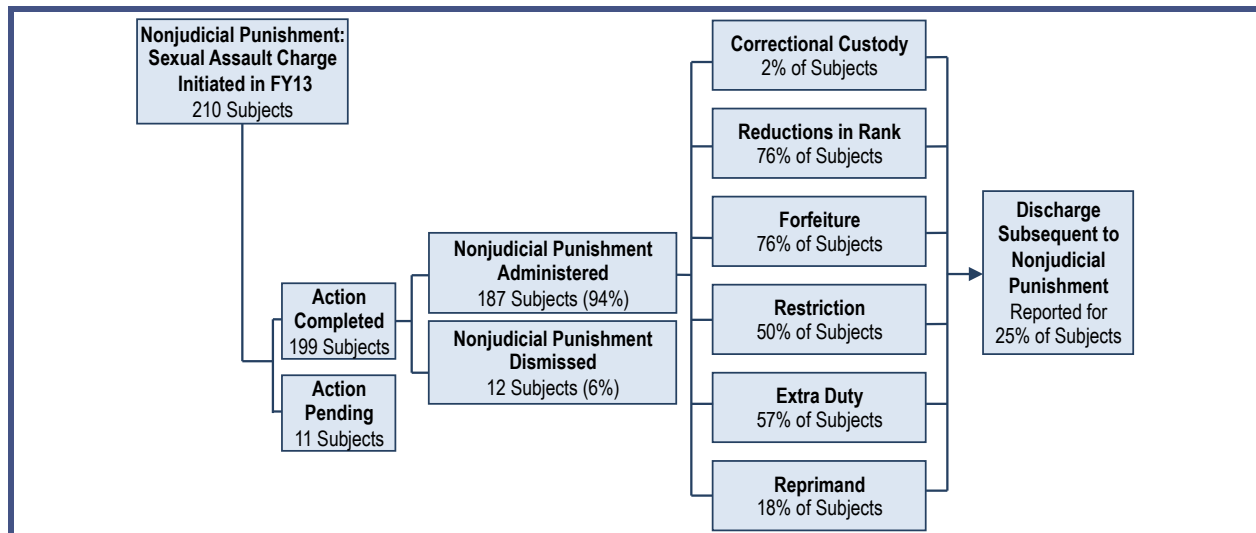 Nonjudicial Punishment:
Sexual Assault Charge
Initiated in FY13
210 Subjects
Action
Completed
199 Subjects
Action
Pending
11 Subjects
Nonjudicial Punishment
Administered
187 Subjects (94%)
Nonjudicial Punishment
Dismissed
12 Subjects (6%)
Correctional Custody
2% of Subjects
Reductions in Rank
76% of Subjects
Forfeiture
76% of Subjects
Restriction
50% of Subjects
Extra Duty
57% of Subjects
Reprimand
18% of Subjects
Discharge
Subsequent to
Nonjudicial
Punishment
Reported for
25% of Subjects